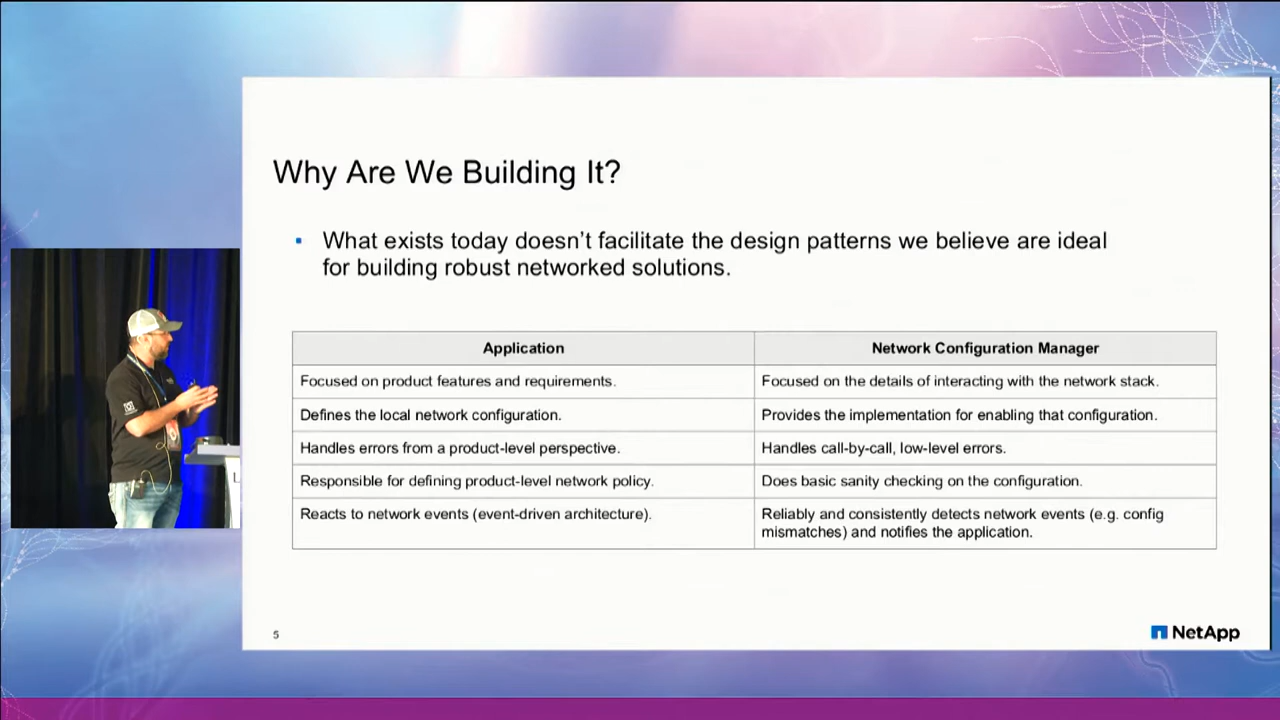 Why Are We Building It?
▪ What exists today doesn't facilitate the design patterns we believe are ideal
for building robust networked solutions.
Application
Network Configuration Manager
Focused on product features and requirements.
Focused on the details of interacting with the network stack.
Defines the local network configuration.
Provides the implementation for enabling that configuration.
Handles errors from a product-level perspective.
Handles call-by-call, low-level errors.
Responsible for defining product-level network policy.
Does basic sanity checking on the configuration.
Reacts to network events (event-driven architecture).
Reliably and consistently detects network events (e.g. config
mismatches) and notifies the application.
5
NetApp